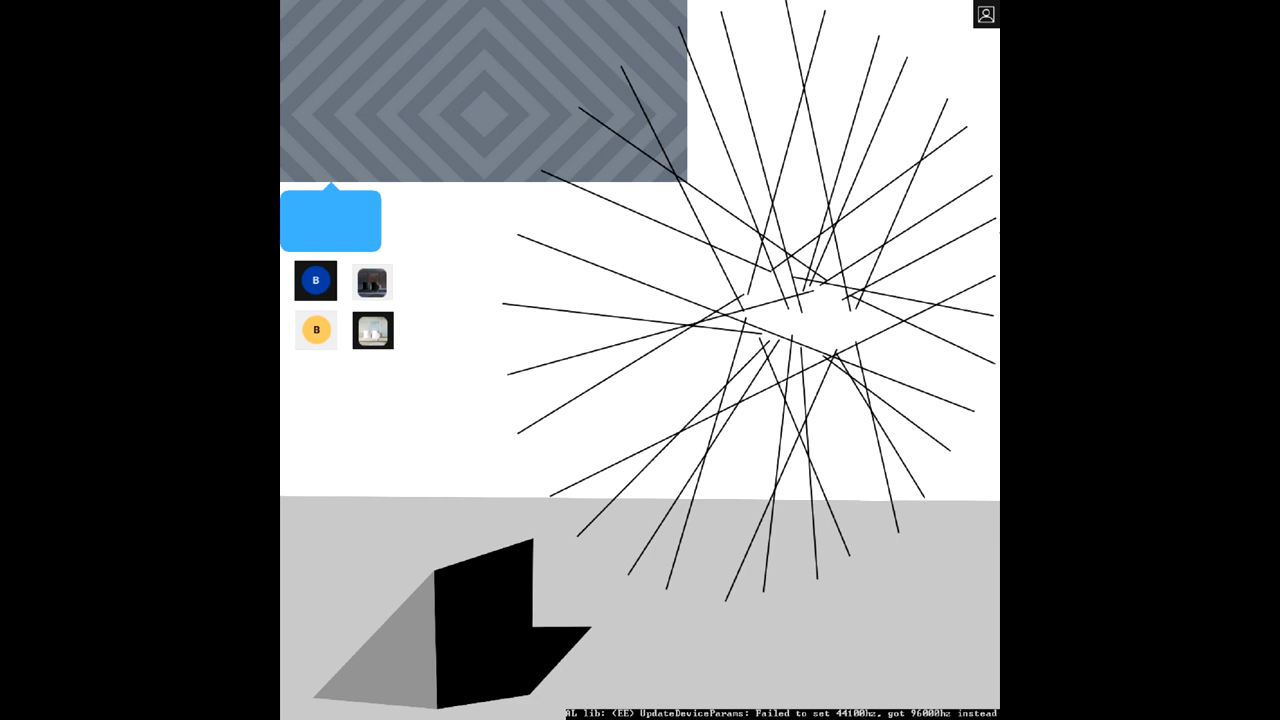 B
B
AL lib: (EE) UpdateDeviceParams: Failed to set 44100hz, got 96000hz instead